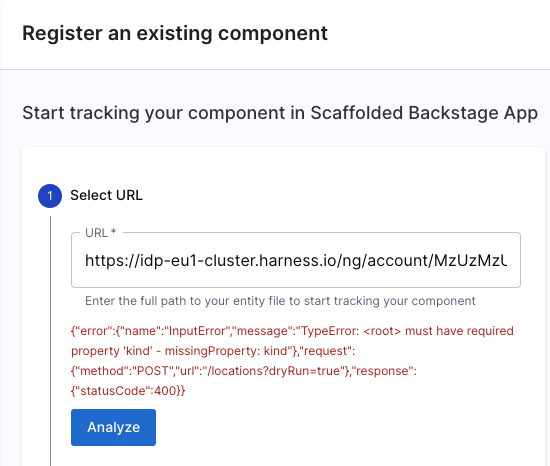 Register an existing component
Start tracking your component in Scaffolded Backstage App
1 Select URL
URL *
https://idp-eu1-cluster.harness.io/ng/account/MzUzMzU
Enter the full path to your entity file to start tracking your component
{"error":{"name":"InputError","message":"TypeError: <root> must have required
property 'kind' - missingProperty: kind"},"request":
{"method":"POST","url":"/locations?dryRun=true"},"response":
{"statusCode":400}}
Analyze